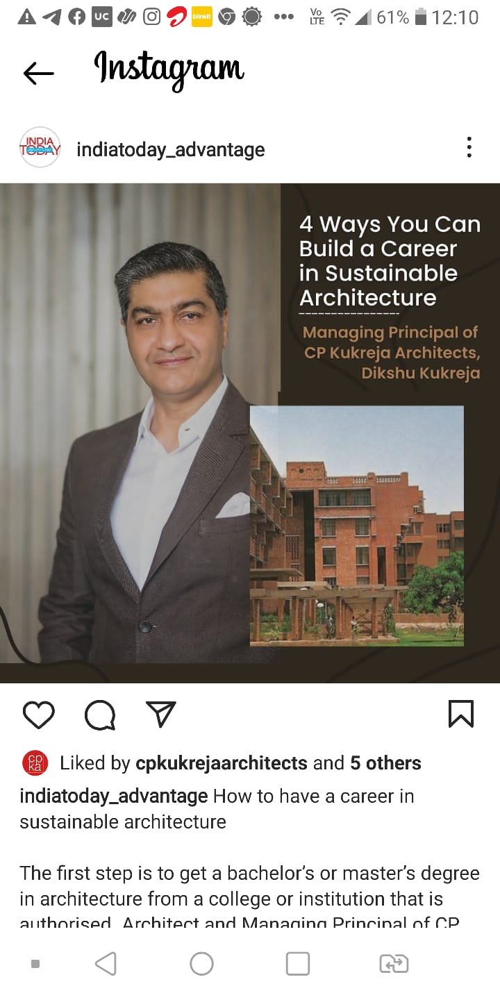 UC
blinkit
Vo
LTE
61%
12:10
Instagram
INDIA
TODAY
indiatoday_advantage
4 Ways You Can
Build a Career
in Sustainable
Architecture
Managing Principal of
CP Kukreja Architects,
Dikshu Kukreja
cp
ka
Liked by cpkukrejaarchitects and 5 others
indiatoday_advantage How to have a career in
sustainable architecture
The first step is to get a bachelor’s or master’s degree
in architecture from a college or institution that is
authorised. Architect and Managing Principal of CP